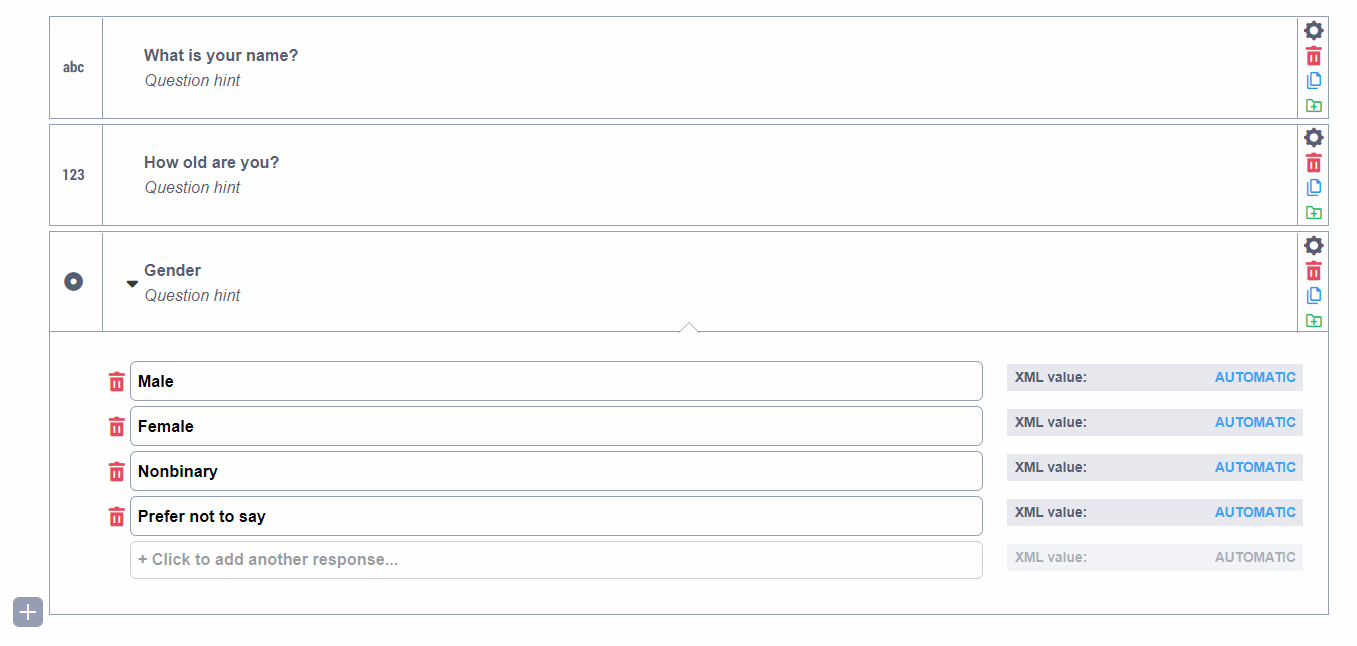 abc
What is your name?
Question hint
123
How old are you?
Question hint
Gender
Question hint
Male
XML value: AUTOMATIC
Female
XML value: AUTOMATIC
Nonbinary
XML value: AUTOMATIC
Prefer not to say
XML value: AUTOMATIC
+ Click to add another response...
XML value: AUTOMATIC